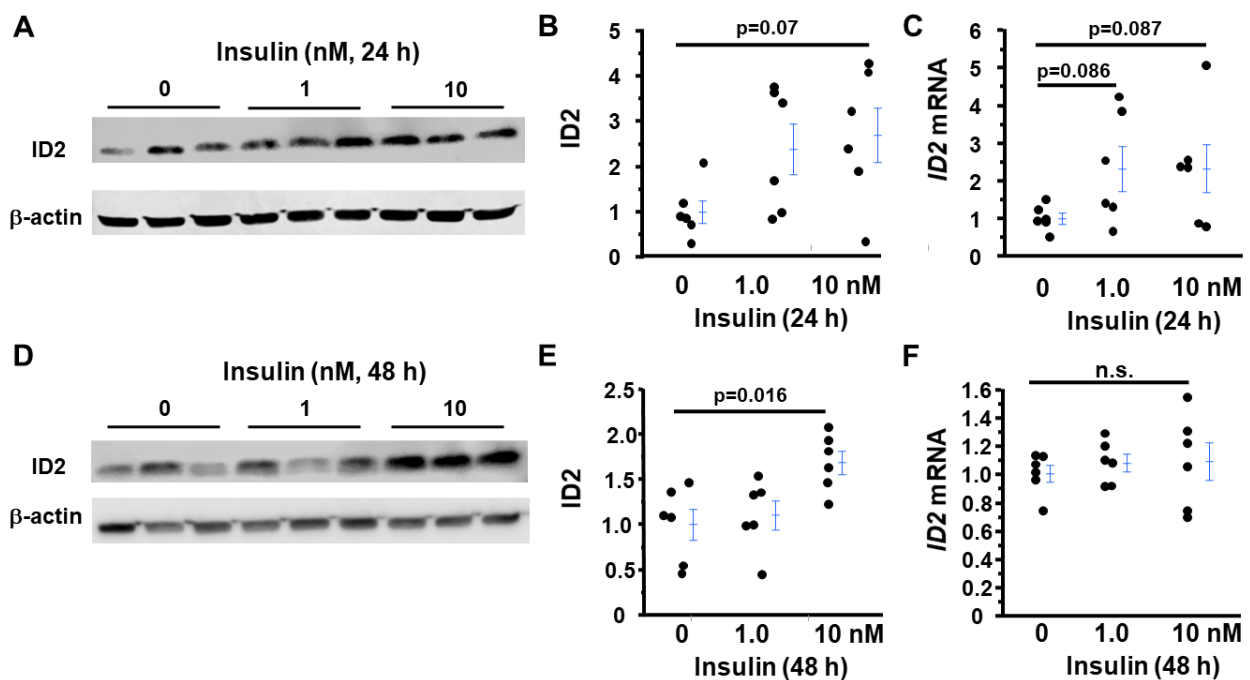 A
Insulin (nM, 24 h)
0 1 10
ID2
β-actin
B
p=0.07
5
4
3
2
1
0
ID2
0 1.0 10 nM
Insulin (24 h)
C
p=0.087
p=0.086
6
5
4
3
2
1
0
ID2 mRNA
0 1.0 10 nM
Insulin (24 h)
D
Insulin (nM, 48 h)
0 1 10
ID2
β-actin
E
p=0.016
2.5
2.0
1.5
1.0
0.5
0
ID2
0 1.0 10 nM
Insulin (48 h)
F
n.s.
1.6
1.4
1.2
1.0
0.8
0.6
0.4
0.2
0
ID2 mRNA
0 1.0 10 nM
Insulin (48 h)